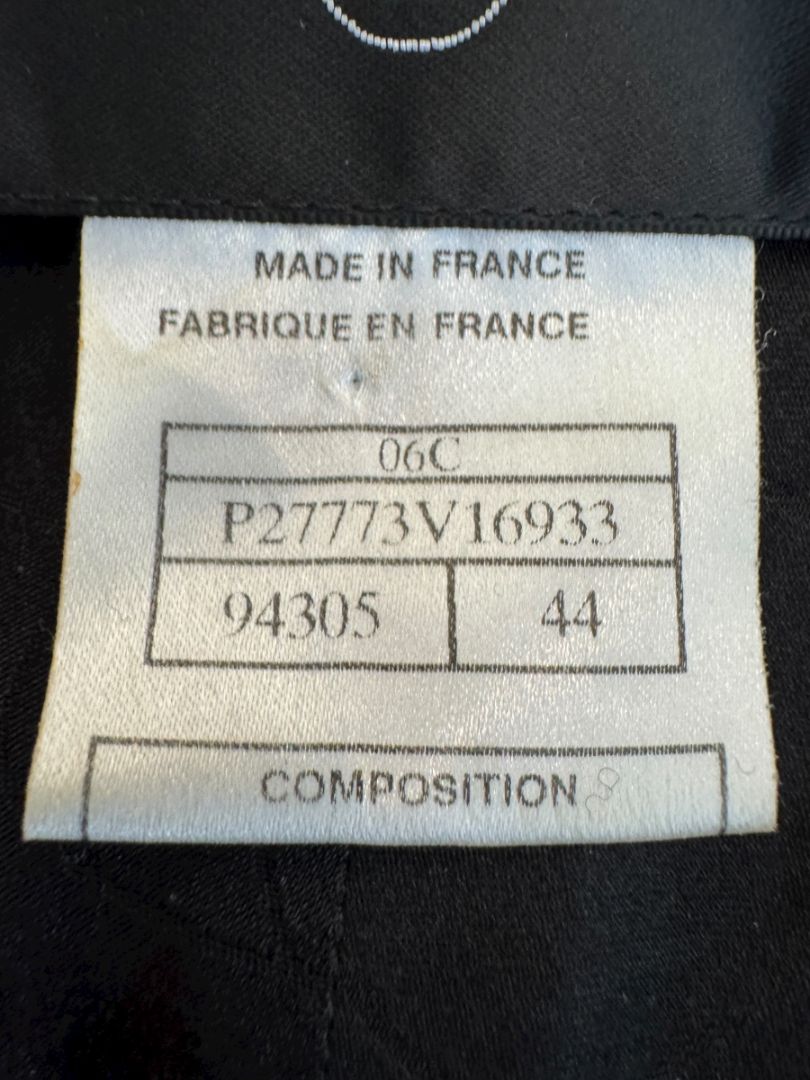 MADE IN FRANCE
FABRIQUE EN FRANCE
06C
P27773V16933
94305 44
COMPOSITION